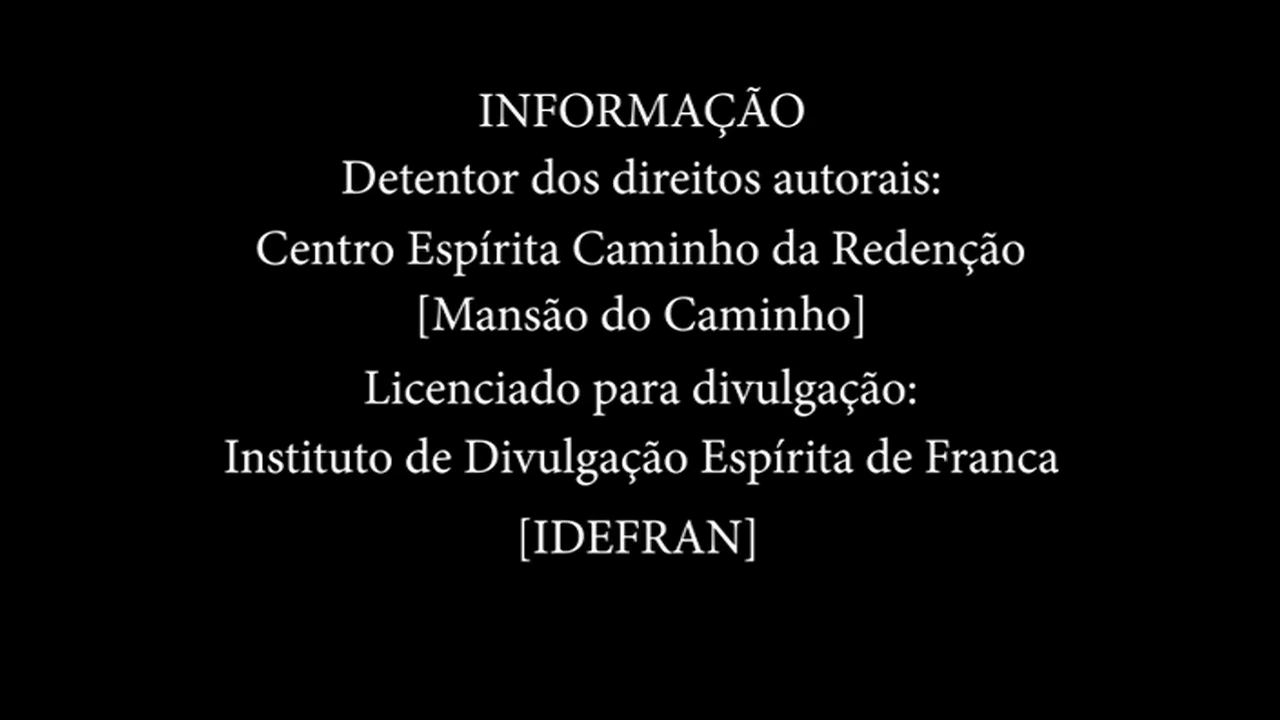 INFORMAÇÃO
Detentor dos direitos autorais:
Centro Espírita Caminho da Redenção
[Mansão do Caminho]
Licenciado para divulgação:
Instituto de Divulgação Espírita de Franca
[IDEFRAN]